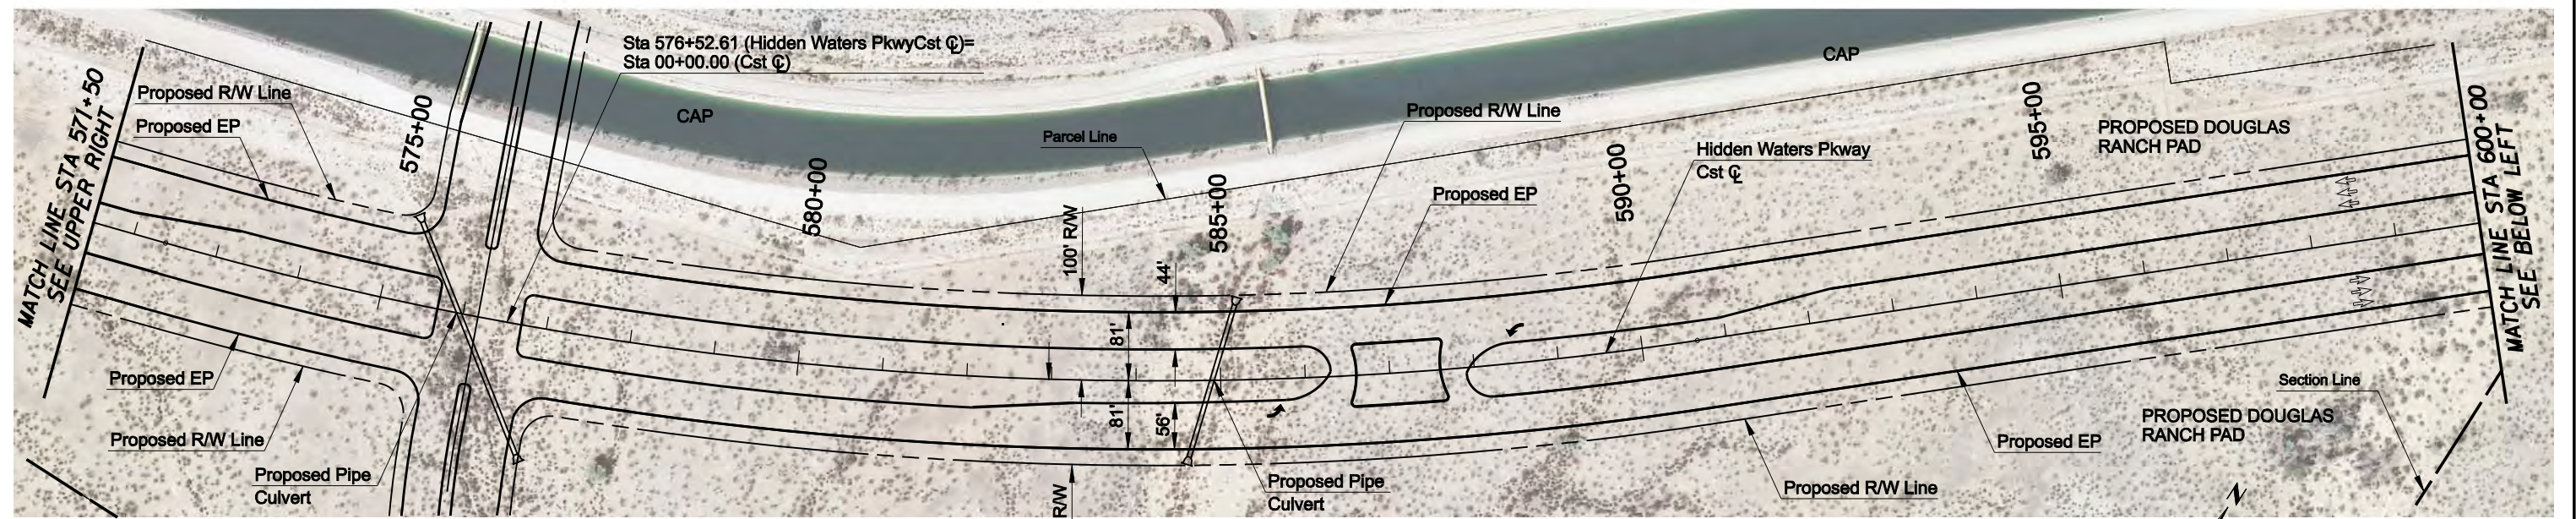 MATCH LINE STA 571+50
SEE UPPER RIGHT
Proposed R/W Line
Proposed EP
575+00
Sta 576+52.61 (Hidden Waters PkwyCst ℄)=
Sta 00+00.00 (Cst ℄)
CAP
580+00
Parcel Line
100' R/W
44'
585+00
Proposed R/W Line
Proposed EP
590+00
Hidden Waters Pkway
Cst ℄
CAP
595+00
PROPOSED DOUGLAS
RANCH PAD
MATCH LINE STA 600+00
SEE BELOW LEFT
81'
81'
56'
R/W
Proposed EP
Proposed R/W Line
Proposed Pipe
Culvert
Proposed Pipe
Culvert
Proposed R/W Line
Proposed EP
PROPOSED DOUGLAS
RANCH PAD
Section Line
N